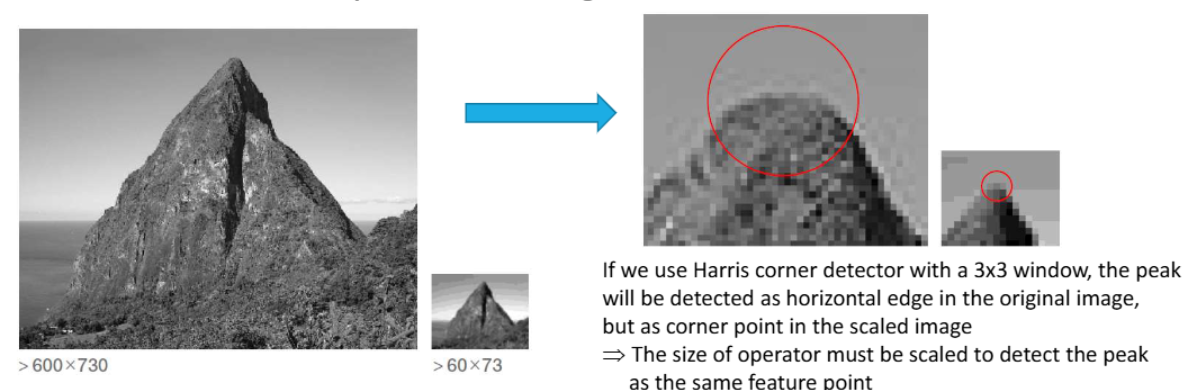 > 600×730
> 60×73
If we use Harris corner detector with a 3x3 window, the peak
will be detected as horizontal edge in the original image,
but as corner point in the scaled image
⇒ The size of operator must be scaled to detect the peak
as the same feature point